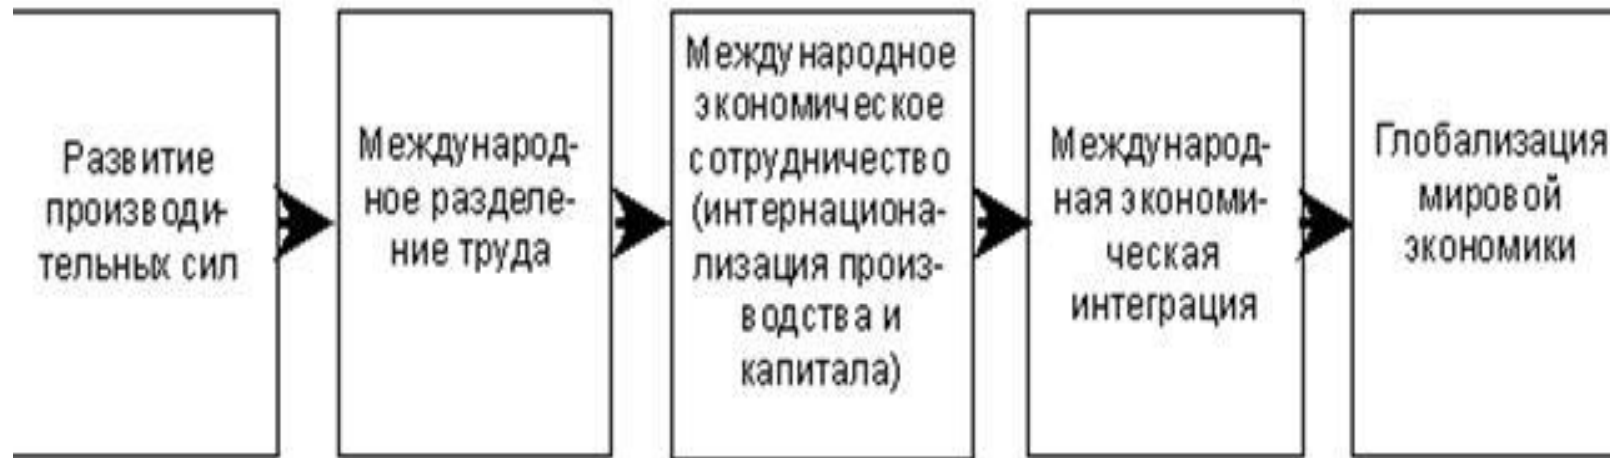 Развитие
производи-
тельных сил
Международ-
ное разделе-
ние труда
Международное
экономическое
сотрудничество
(интернациона-
лизация произ-
водства и
капитала)
Международ-
ная экономи-
ческая
интеграция
Глобализация
мировой
экономики